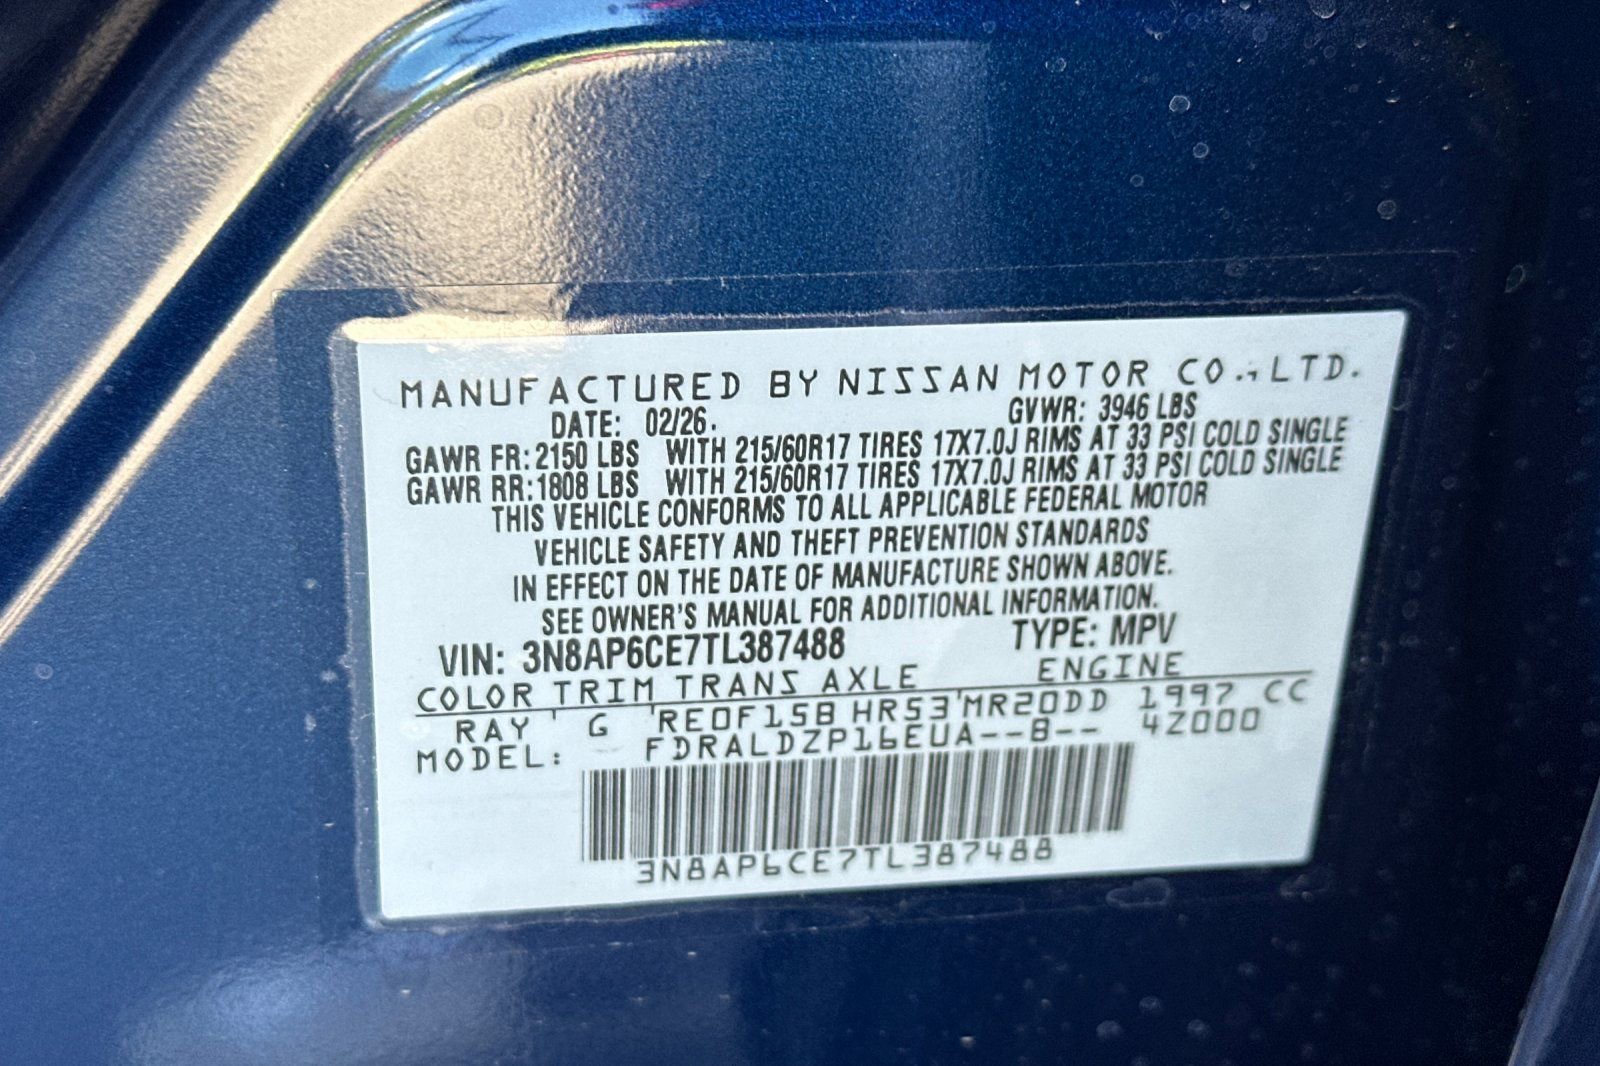 MANUFACTURED BY NISSAN MOTOR CO., LTD.
DATE: 02/26. GVWR: 3946 LBS
GAWR FR: 2150 LBS WITH 215/60R17 TIRES 17X7.0J RIMS AT 33 PSI COLD SINGLE
GAWR RR: 1808 LBS WITH 215/60R17 TIRES 17X7.0J RIMS AT 33 PSI COLD SINGLE
THIS VEHICLE CONFORMS TO ALL APPLICABLE FEDERAL MOTOR
VEHICLE SAFETY AND THEFT PREVENTION STANDARDS
IN EFFECT ON THE DATE OF MANUFACTURE SHOWN ABOVE.
SEE OWNER'S MANUAL FOR ADDITIONAL INFORMATION.
VIN: 3N8AP6CE7TL387488 TYPE: MPV
COLOR TRIM TRANS AXLE ENGINE
RAY G RE0F15B HR53 MR20DD 1997 CC
MODEL: FDRALDZP16EUA--B-- 42000
3N8AP6CE7TL387488